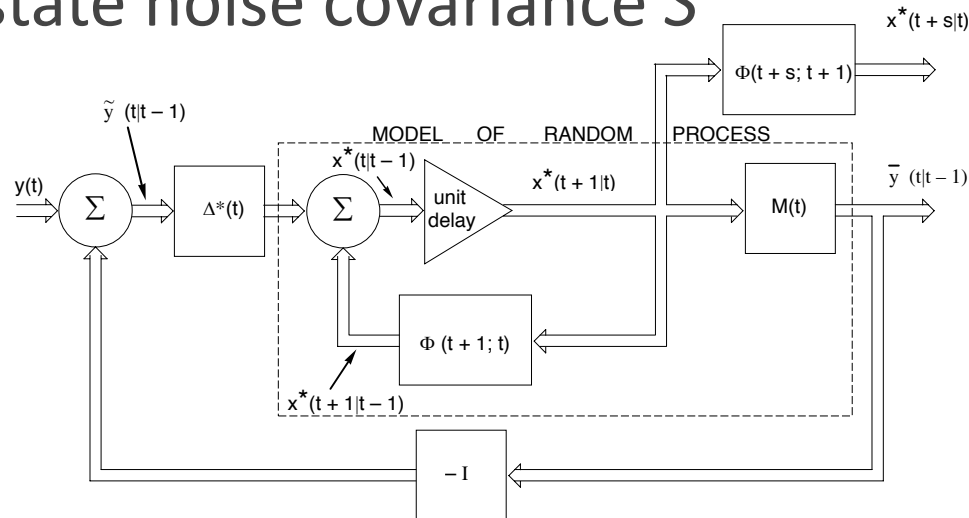 state noise covariance S
x*(t + s|t)
Φ(t + s; t + 1)
ỹ (t|t – 1)
MODEL OF RANDOM PROCESS
x*(t|t – 1)
x*(t + 1|t)
ȳ (t|t – 1)
y(t)
Σ
Δ*(t)
Σ
unit
delay
M(t)
Φ (t + 1; t)
x*(t + 1|t – 1)
– I